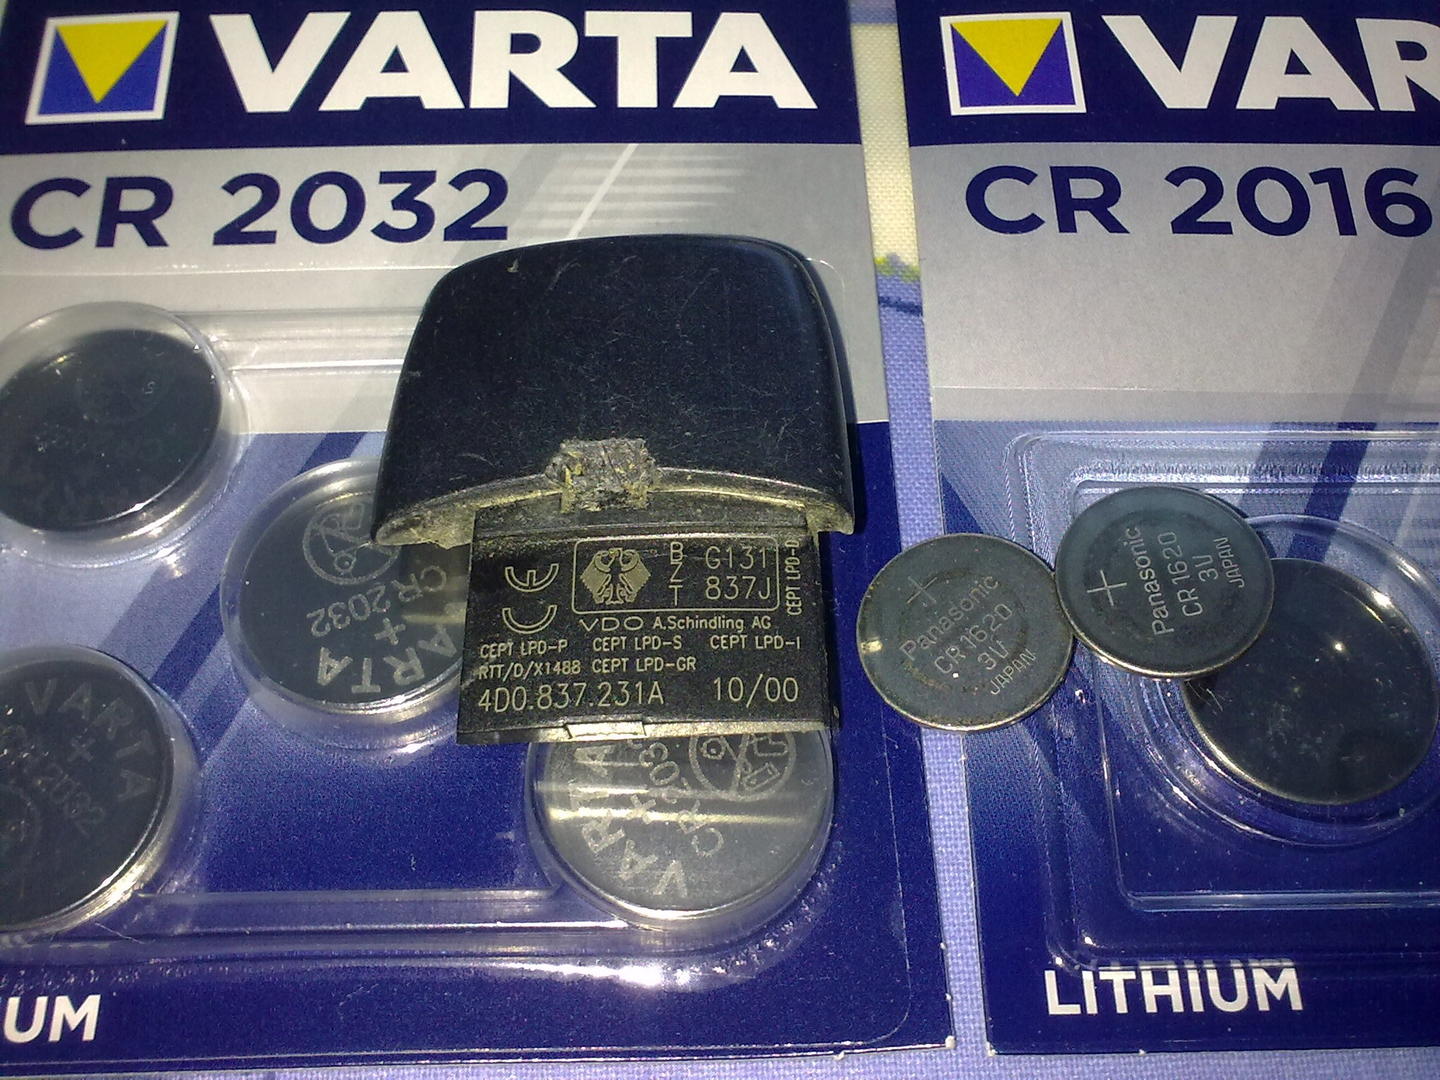 VARTA
CR 2032
VAR
CR 2016
CR2032
+
VARTA
VARTA
+
VARTA
+
CE
B
Z
T
G131
837J
CEPT LPD-D
VDO A.Schindling AG
CEPT LPD-P CEPT LPD-S CEPT LPD-I
RTT/D/X1488 CEPT LPD-GR
4D0.837.231A 10/00
+
Panasonic
CR1620
3V
JAPAN
+
Panasonic
CR1620
3V
JAPAN
UM
LITHIUM